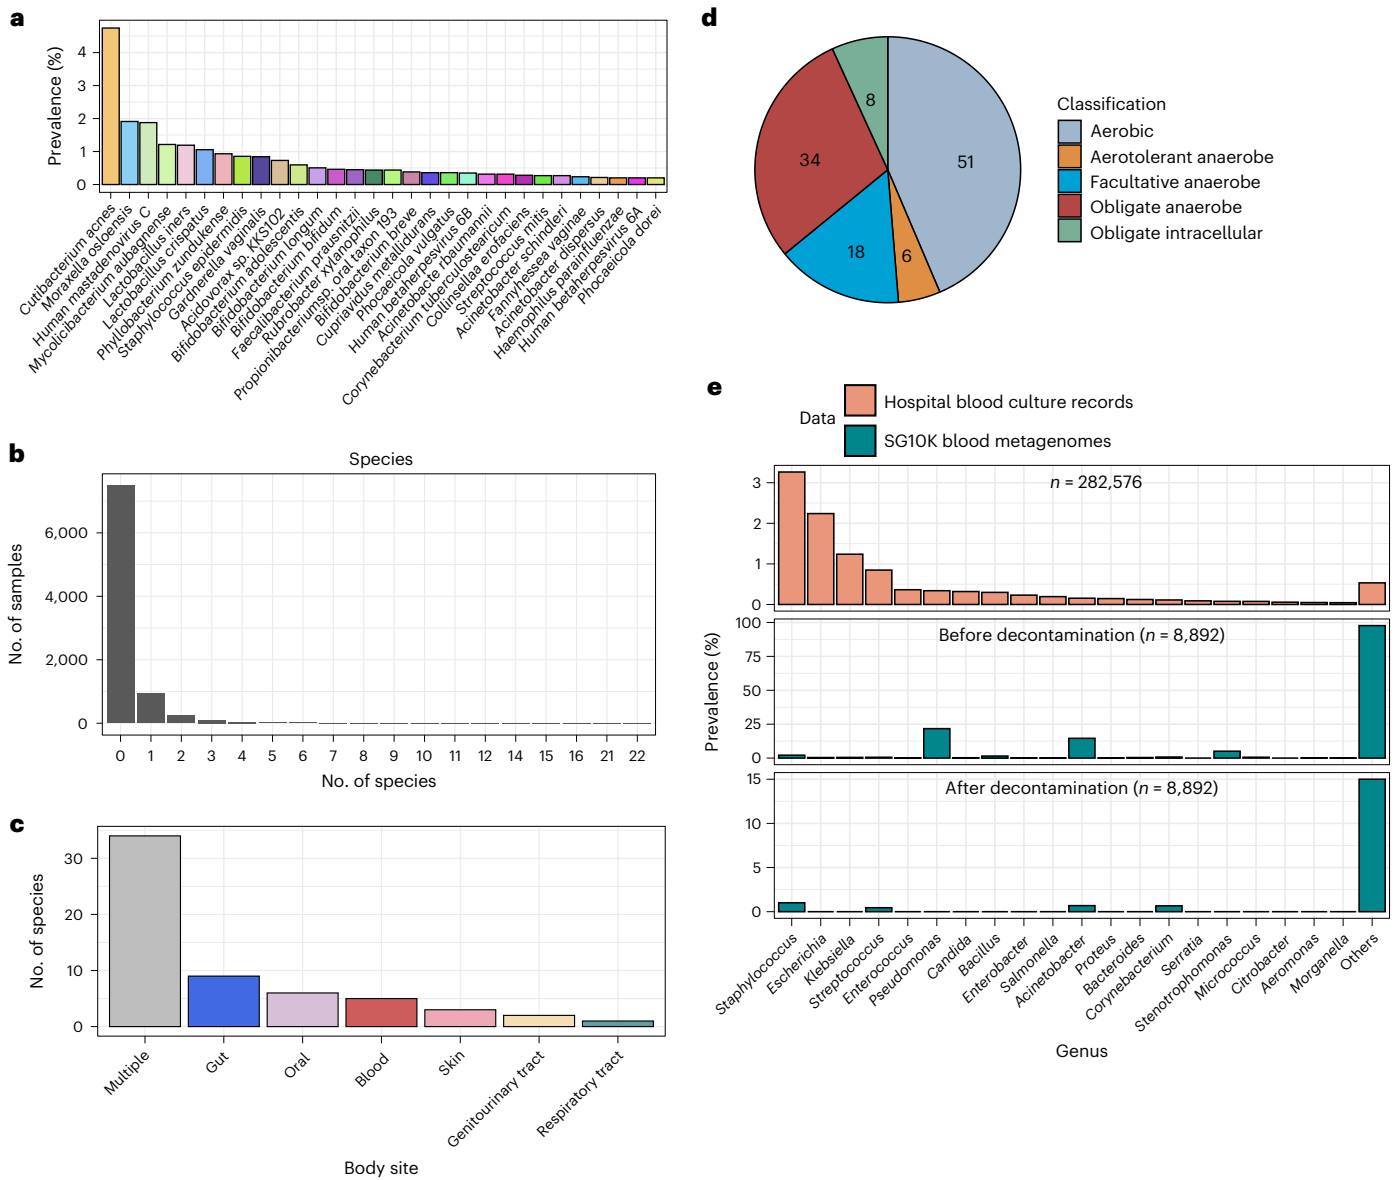 a
Prevalence (%)
4
3
2
1
0
Cutibacterium acnes
Moraxella osloensis
Human mastadenovirus C
Mycolicibacterium aubagnense
Lactobacillus iners
Lactobacillus crispatus
Phyllobacterium zundukense
Staphylococcus epidermidis
Gardnerella vaginalis
Acidovorax sp. KKS102
Bifidobacterium adolescentis
Bifidobacterium longum
Bifidobacterium bifidum
Faecalibacterium prausnitzii
Rubrobacter xylanophilus
Propionibacteriumsp. oral taxon 193
Bifidobacterium breve
Cupriavidus metallidurans
Phocaeicola vulgatus
Human betaherpesvirus 6B
Acinetobacter baumannii
Corynebacterium tuberculostearicum
Collinsellea erofaciens
Streptococcus mitis
Acinetobacter schindleri
Fannyhessea vaginae
Acinetobacter dispersus
Haemophilus parainfluenzae
Human betaherpesvirus 6A
Phocaeicola dorei
b
Species
No. of samples
6,000
4,000
2,000
0
0 1 2 3 4 5 6 7 8 9 10 11 12 14 15 16 21 22
No. of species
c
No. of species
30
20
10
0
Multiple
Gut
Oral
Blood
Skin
Genitourinary tract
Respiratory tract
Body site
d
51
6
18
34
8
Classification
Aerobic
Aerotolerant anaerobe
Facultative anaerobe
Obligate anaerobe
Obligate intracellular
e
Data
Hospital blood culture records
SG10K blood metagenomes
n = 282,576
3
2
1
0
Prevalence (%)
Before decontamination (n = 8,892)
100
75
50
25
0
After decontamination (n = 8,892)
15
10
5
0
Staphylococcus
Escherichia
Klebsiella
Streptococcus
Enterococcus
Pseudomonas
Candida
Bacillus
Enterobacter
Salmonella
Acinetobacter
Proteus
Bacteroides
Corynebacterium
Serratia
Stenotrophomonas
Micrococcus
Citrobacter
Aeromonas
Morganella
Others
Genus